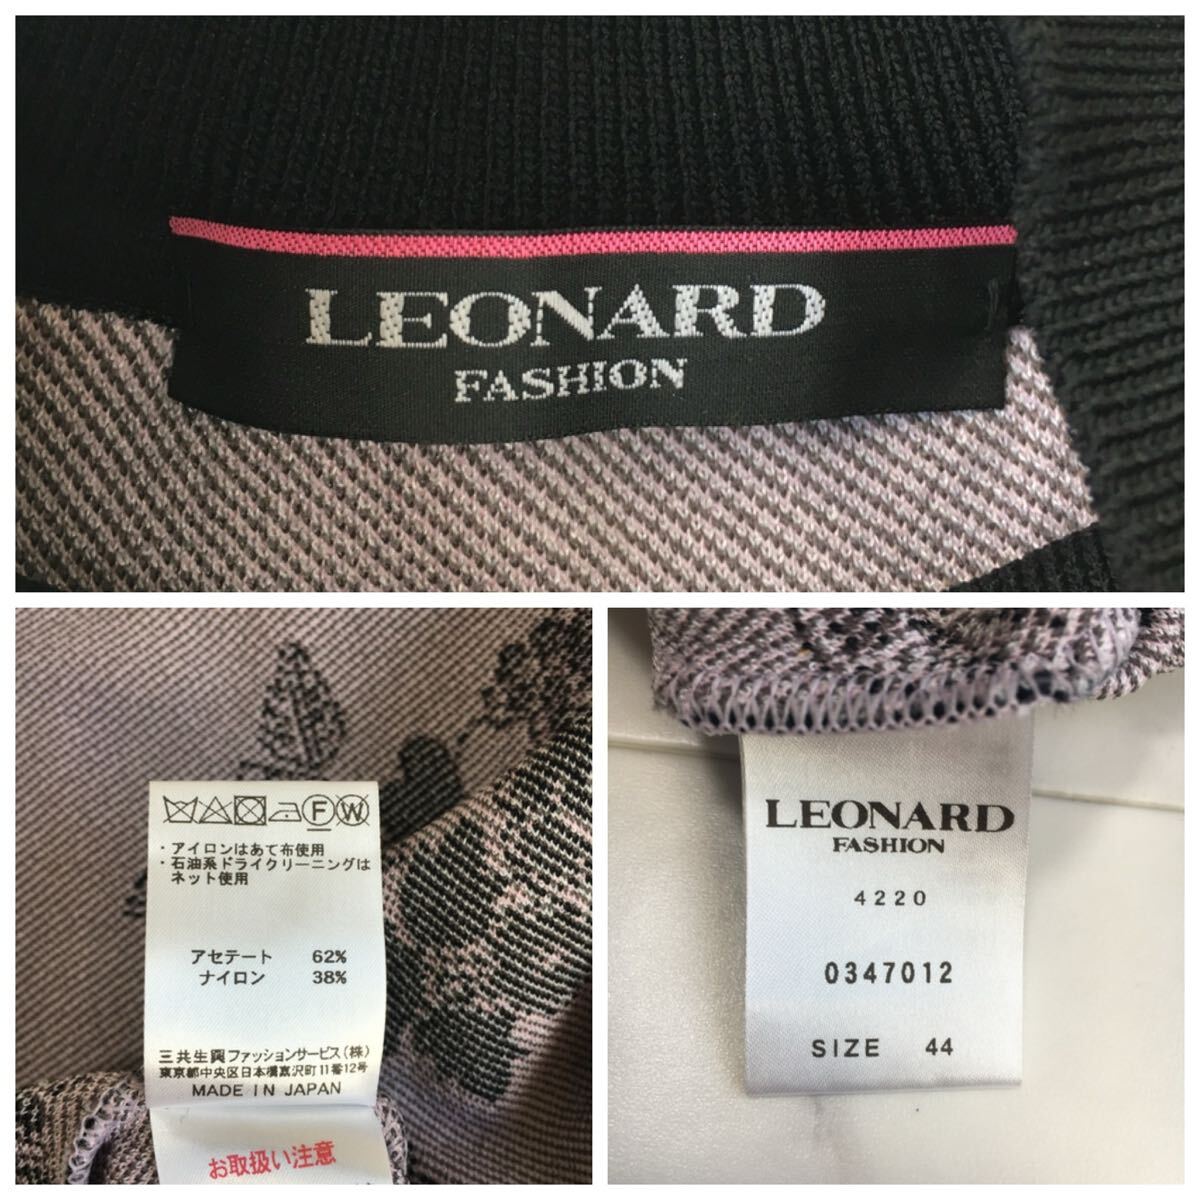 LEONARD
FASHION
F W
・アイロンはあて布使用
・石油系ドライクリーニングは
ネット使用
アセテート 62%
ナイロン 38%
三共生興ファッションサービス(株)
東京都中央区日本橋富沢町11番12号
MADE IN JAPAN
お取扱い注意
LEONARD
FASHION
4220
0347012
SIZE 44